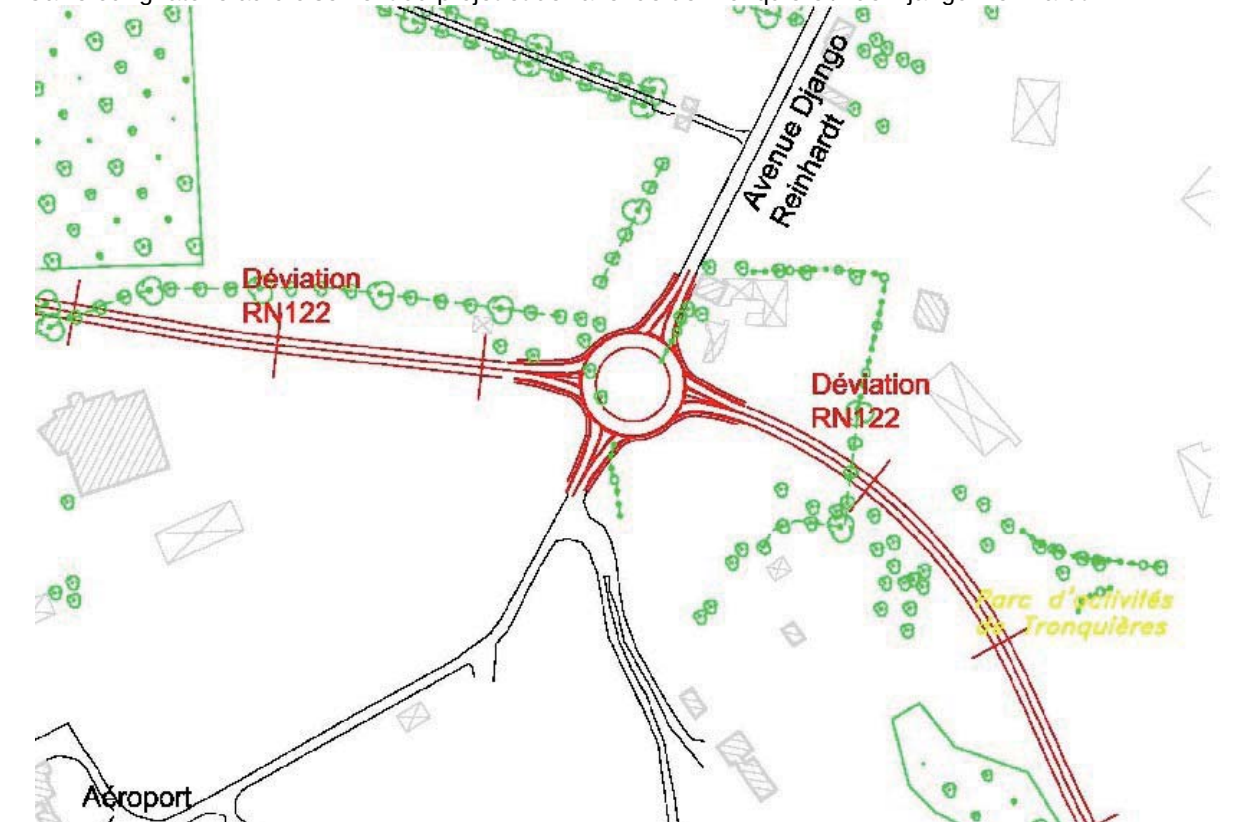 Avenue Django
Reinhardt
Déviation
RN122
Déviation
RN122
Parc d'activités
de Tronquières
Aéroport